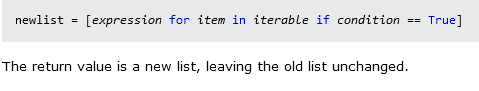 newlist = [expression for item in iterable if condition == True]
The return value is a new list, leaving the old list unchanged.